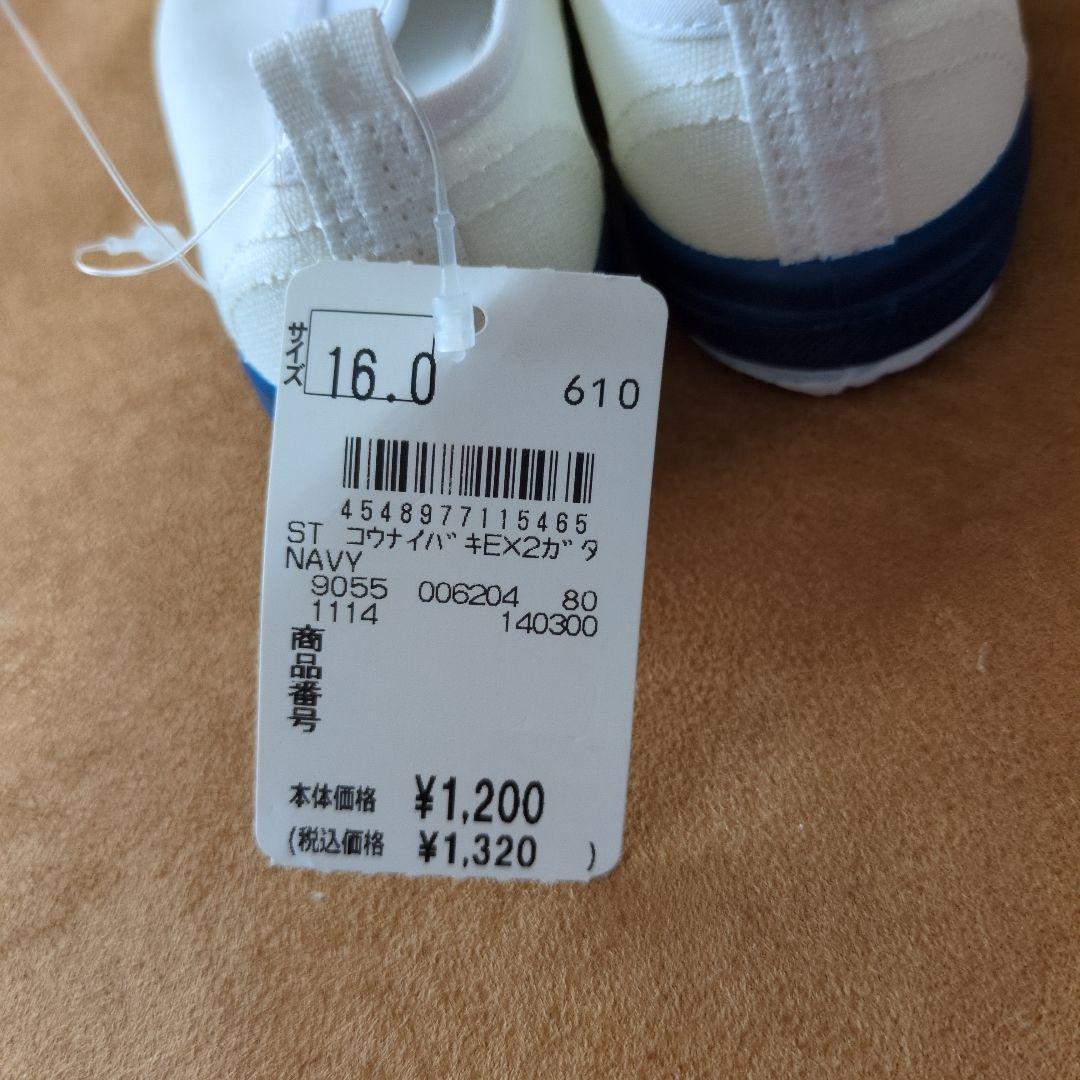 サイズ
16.0
610
4548977115465
ST コウナイバキEX2ガタ
NAVY
9055 006204 80
1114 140300
商品番号
本体価格 ¥1,200
(税込価格 ¥1,320 )